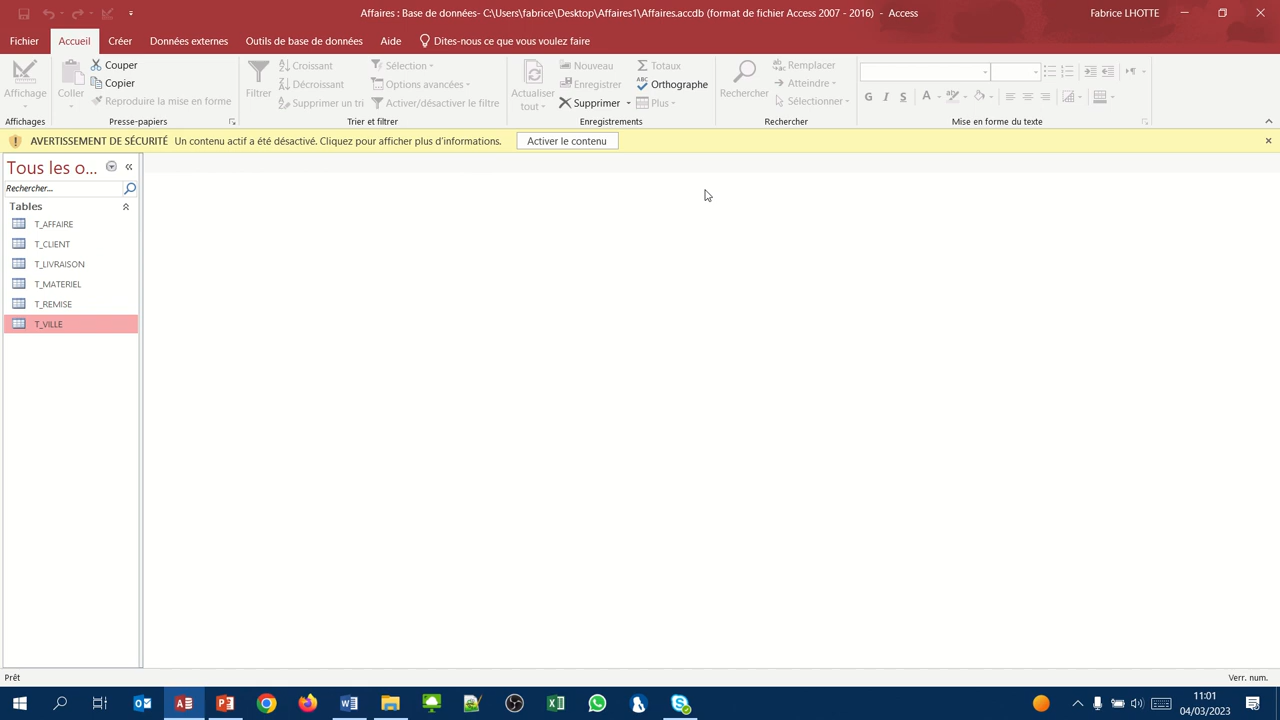 Affaires : Base de données- C:\Users\fabrice\Desktop\Affaires1\Affaires.accdb (format de fichier Access 2007 - 2016) - Access
Fabrice LHOTTE
Fichier Accueil Créer Données externes Outils de base de données Aide Dites-nous ce que vous voulez faire
Affichage
Affichages
Coller
Couper
Copier
Reproduire la mise en forme
Presse-papiers
Filtrer
Croissant
Décroissant
Supprimer un tri
Sélection
Options avancées
Activer/désactiver le filtre
Trier et filtrer
Actualiser
tout
Nouveau
Enregistrer
Supprimer
Totaux
Orthographe
Plus
Enregistrements
Rechercher
Remplacer
Atteindre
Sélectionner
Rechercher
G I S A
Mise en forme du texte
AVERTISSEMENT DE SÉCURITÉ Un contenu actif a été désactivé. Cliquez pour afficher plus d'informations. Activer le contenu
Tous les o...
Rechercher...
Tables
T_AFFAIRE
T_CLIENT
T_LIVRAISON
T_MATERIEL
T_REMISE
T_VILLE
Prêt
Verr. num.
11:01
04/03/2023